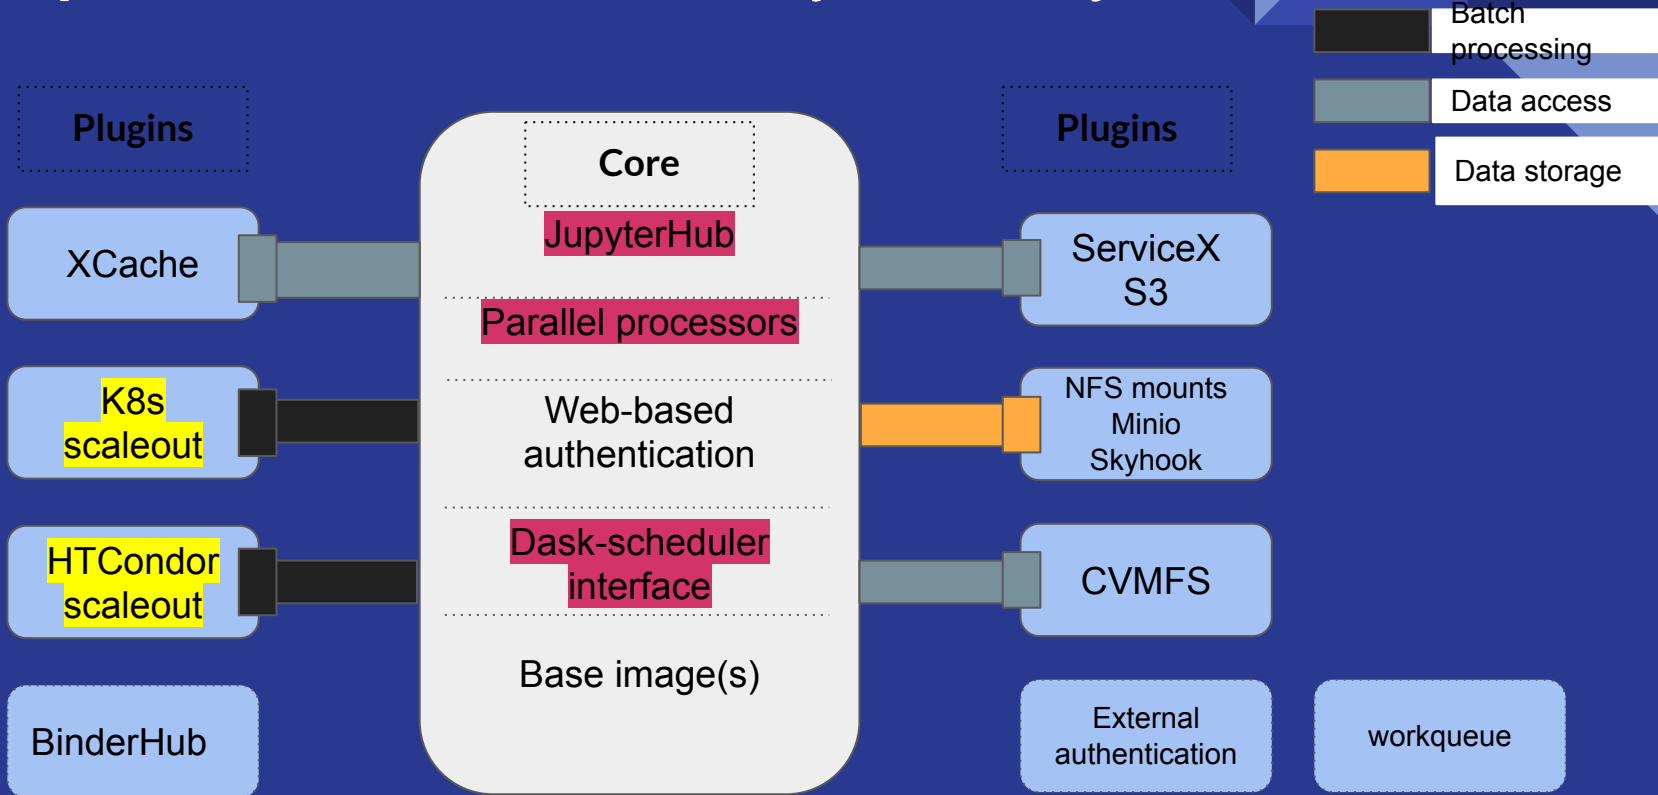 Batch
processing
Data access
Data storage
Plugins
Core
Plugins
XCache
JupyterHub
ServiceX
S3
Parallel processors
K8s
scaleout
Web-based
authentication
NFS mounts
Minio
Skyhook
HTCondor
scaleout
Dask-scheduler
interface
CVMFS
Base image(s)
BinderHub
External
authentication
workqueue